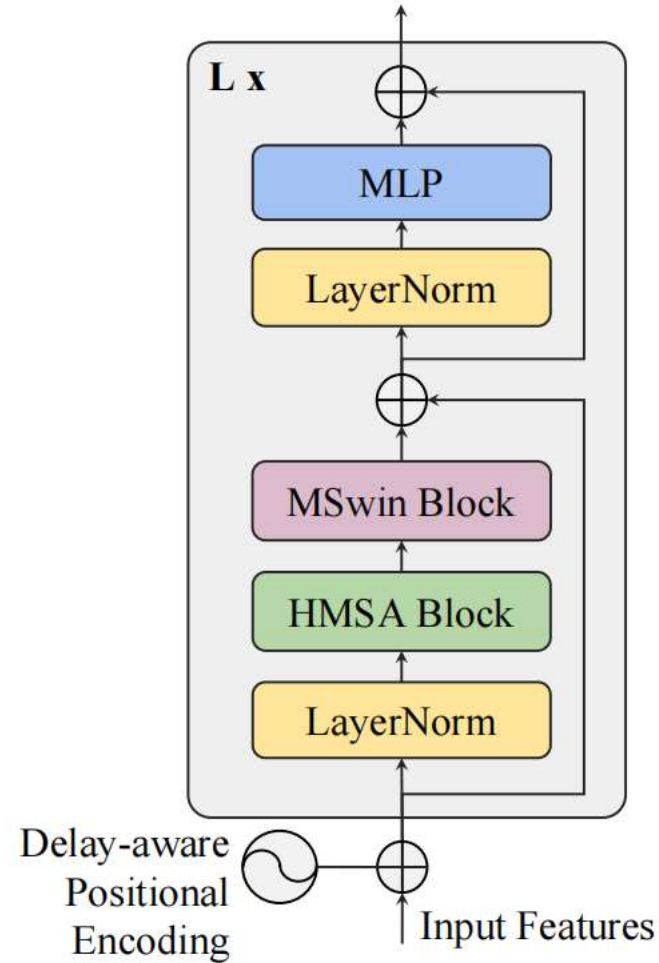 L x
MLP
LayerNorm
MSwin Block
HMSA Block
LayerNorm
Delay-aware
Positional
Encoding
Input Features